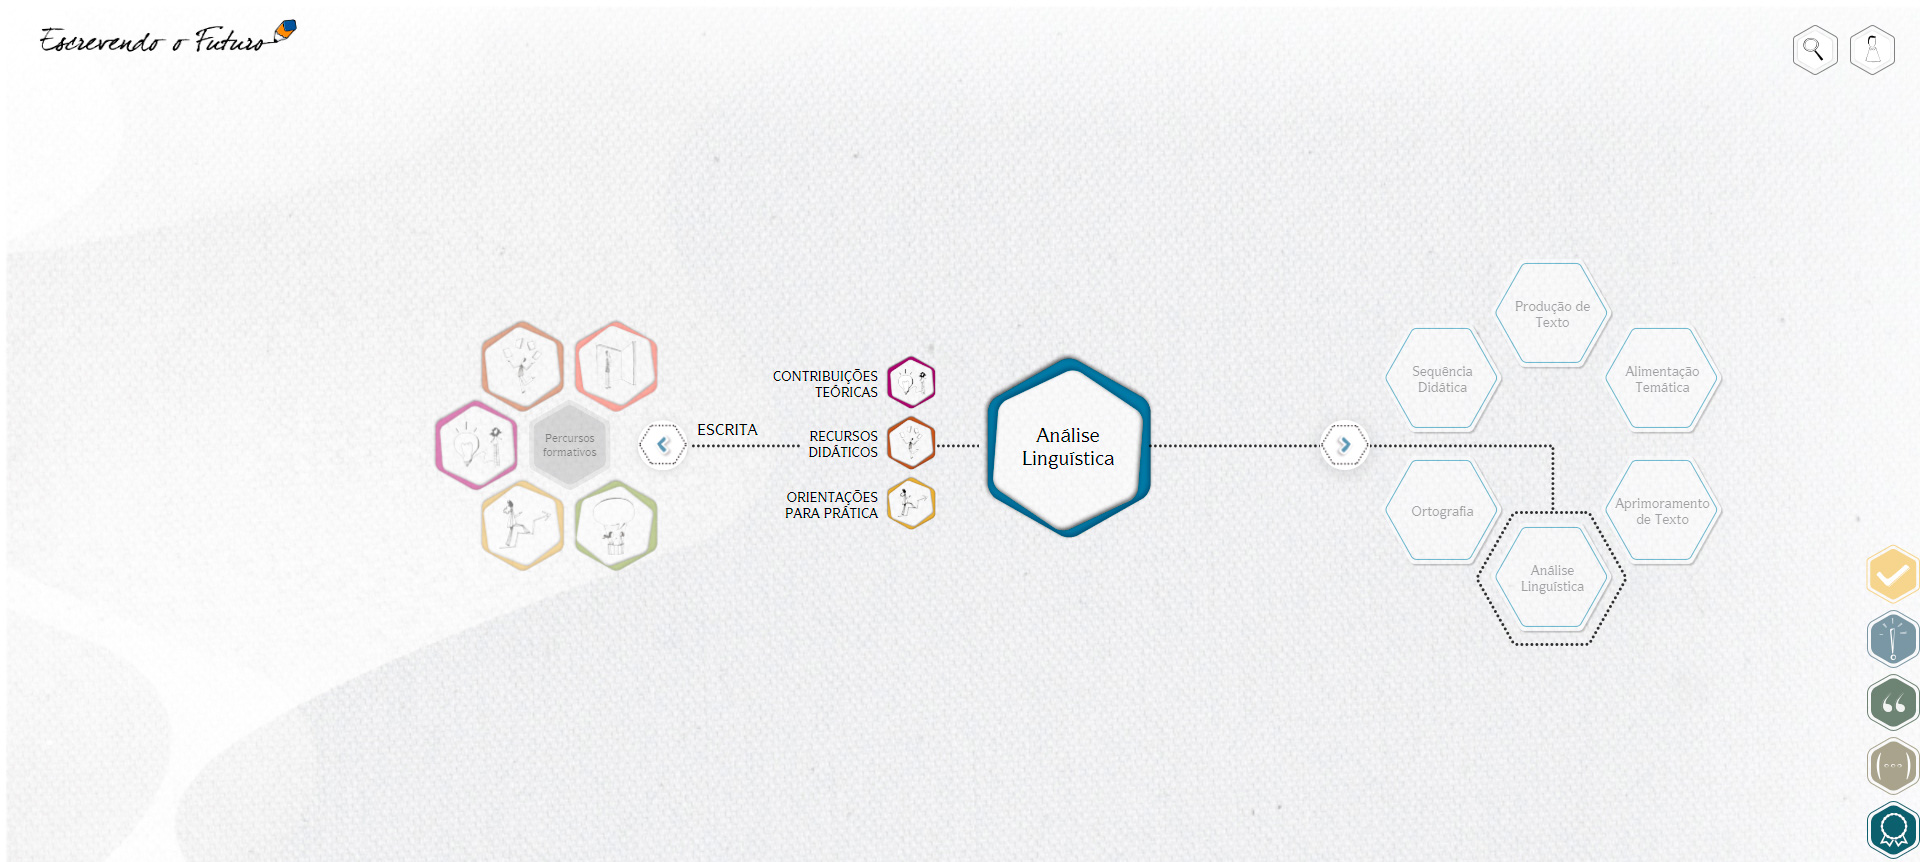 Escrevendo o Futuro
Percursos
formativos
ESCRITA
CONTRIBUIÇÕES
TEÓRICAS
RECURSOS
DIDÁTICOS
ORIENTAÇÕES
PARA PRÁTICA
Análise
Linguística
Produção de
Texto
Sequência
Didática
Alimentação
Temática
Ortografia
Aprimoramento
de Texto
Análise
Linguística